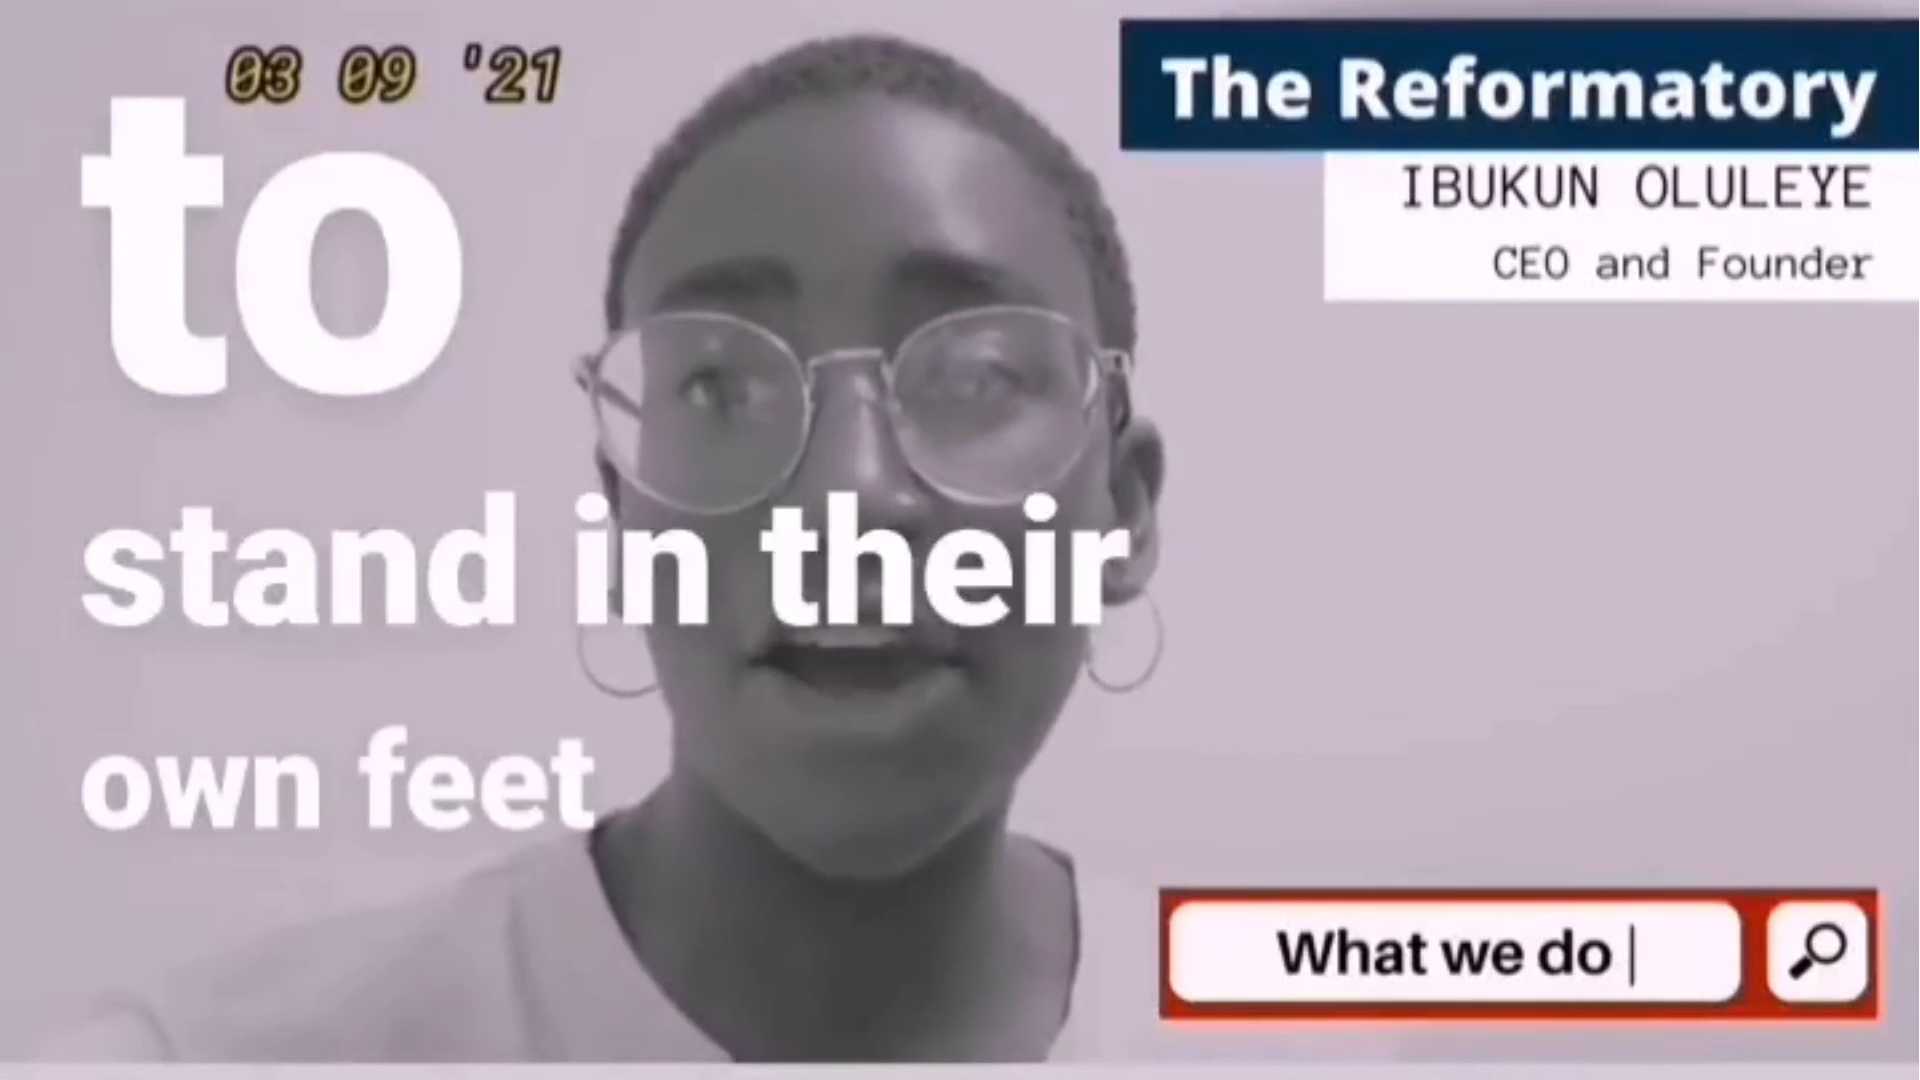 03 09 '21
The Reformatory
IBUKUN OLULEYE
CEO and Founder
to
stand in their
own feet
What we do